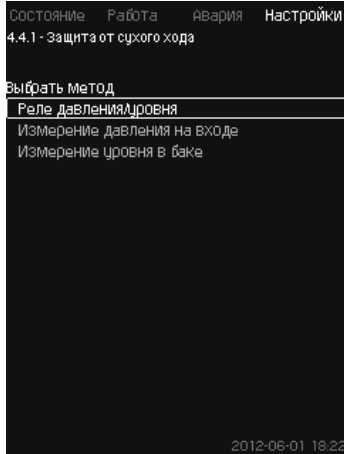 Состояние Работа Авария Настройки
4.4.1 - Защита от сухого хода
Выбрать метод
Реле давления/уровня
Измерение давления на входе
Измерение уровня в баке
2012-06-01 18:22